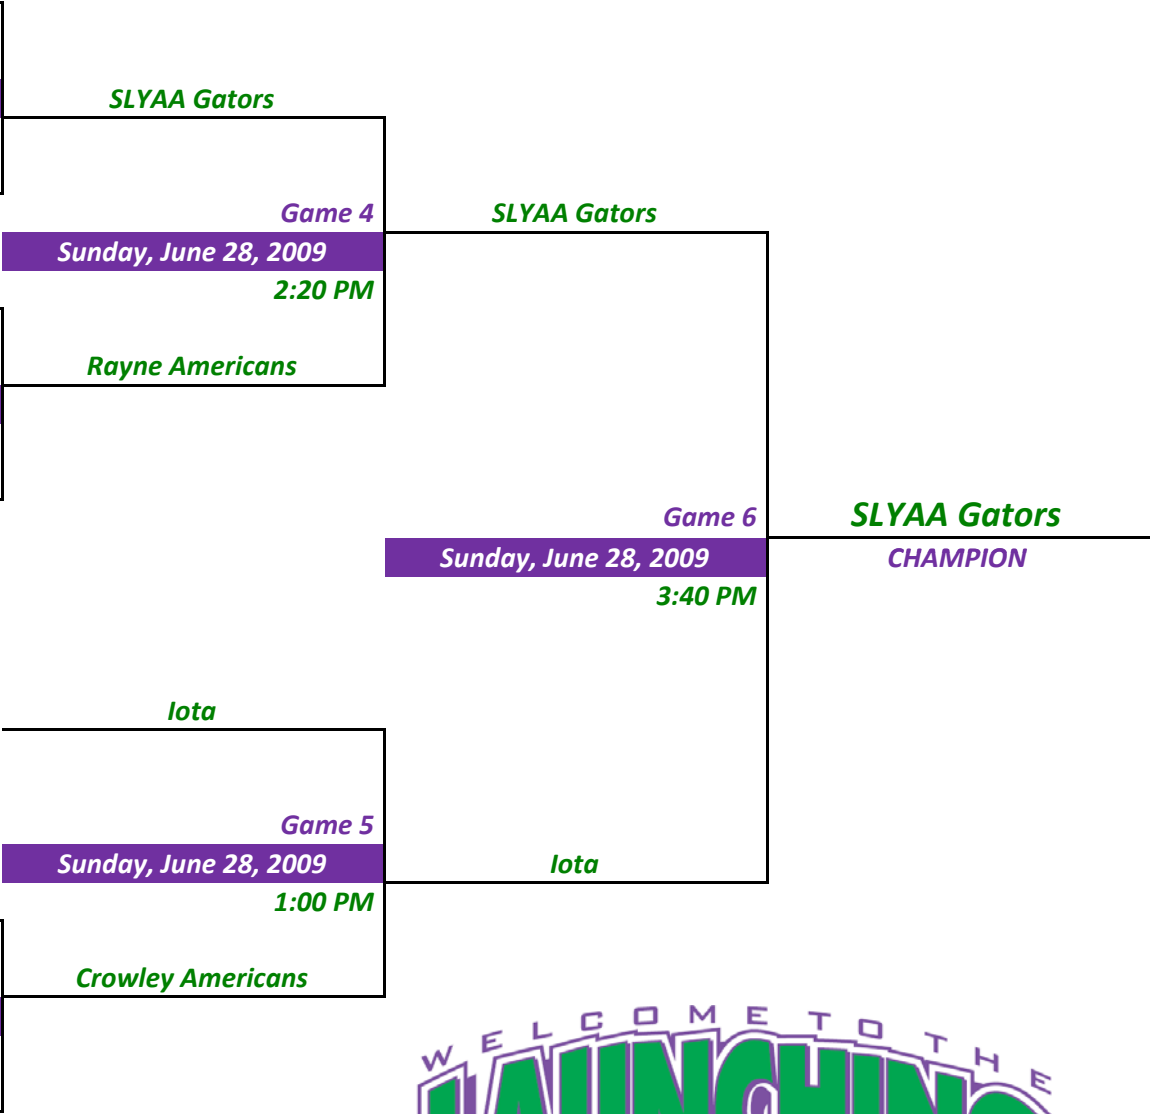 SLYAA Gators
Game 4
SLYAA Gators
Sunday, June 28, 2009
2:20 PM
Rayne Americans
Game 6
SLYAA Gators
Sunday, June 28, 2009
CHAMPION
3:40 PM
Iota
Game 5
Sunday, June 28, 2009
Iota
1:00 PM
Crowley Americans
WELCOME TO THE